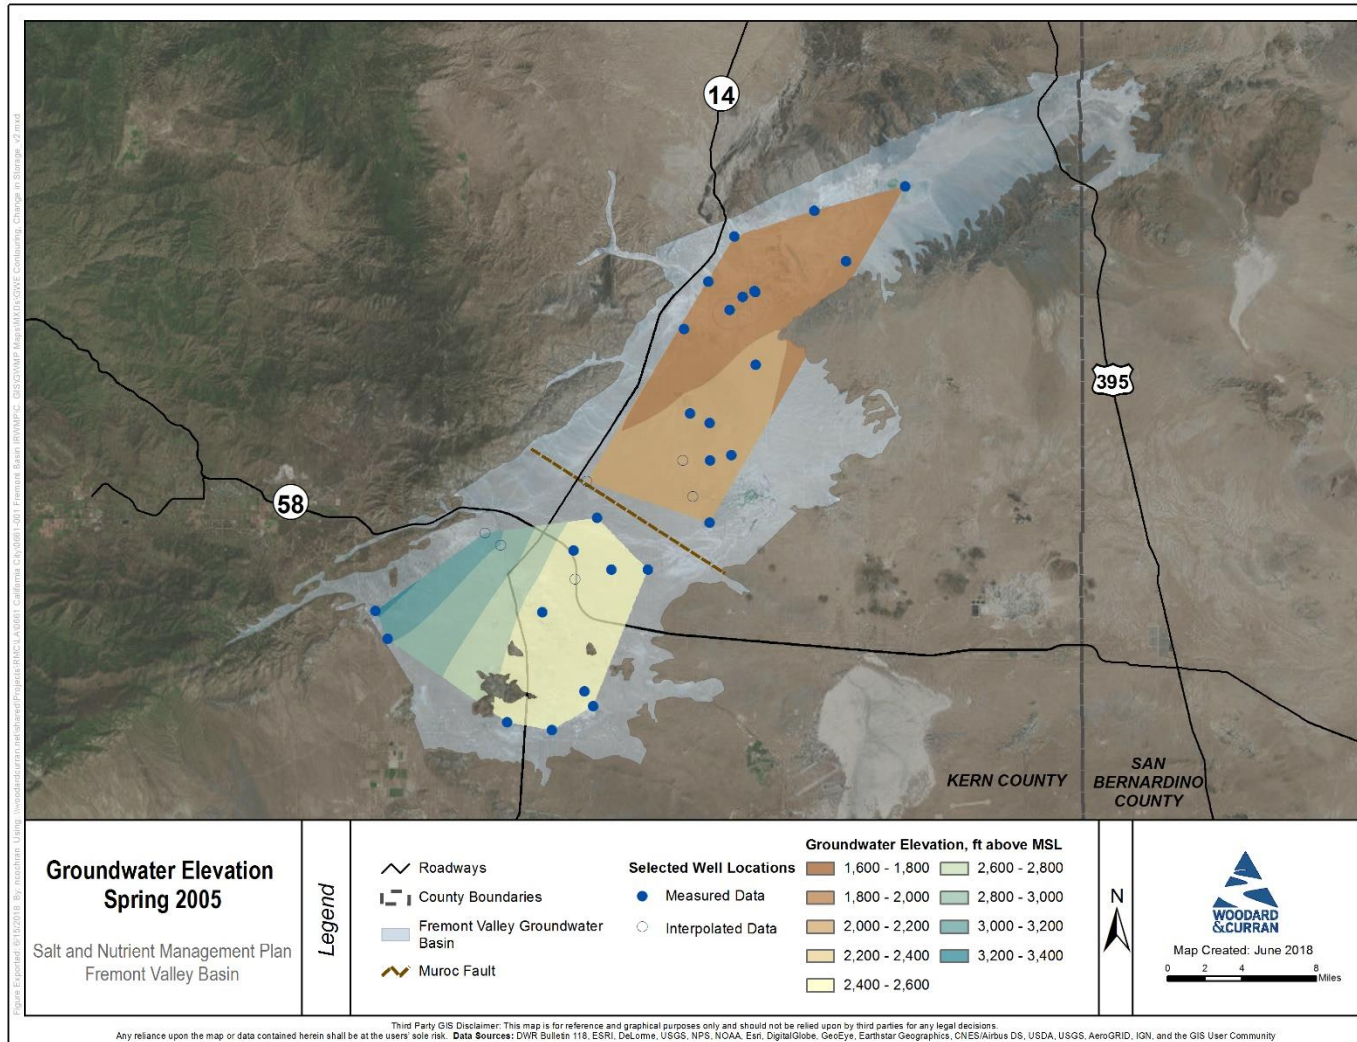 14
395
58
KERN COUNTY
SAN
BERNARDINO
COUNTY
Groundwater Elevation
Spring 2005
Salt and Nutrient Management Plan
Fremont Valley Basin
Legend
Roadways
County Boundaries
Fremont Valley Groundwater
Basin
Muroc Fault
Selected Well Locations
Measured Data
Interpolated Data
Groundwater Elevation, ft above MSL
1,600 - 1,800
1,800 - 2,000
2,000 - 2,200
2,200 - 2,400
2,400 - 2,600
2,600 - 2,800
2,800 - 3,000
3,000 - 3,200
3,200 - 3,400
N
WOODARD
&CURRAN
Map Created: June 2018
0 2 4 8
Miles
Third Party GIS Disclaimer: This map is for reference and graphical purposes only and should not be relied upon by third parties for any legal decisions.
Any reliance upon the map or data contained herein shall be at the users' sole risk. Data Sources: DWR Bulletin 118, ESRI, DeLorme, USGS, NPS, NOAA, Esri, DigitalGlobe, GeoEye, Earthstar Geographics, CNES/Airbus DS, USDA, USGS, AeroGRID, IGN, and the GIS User Community